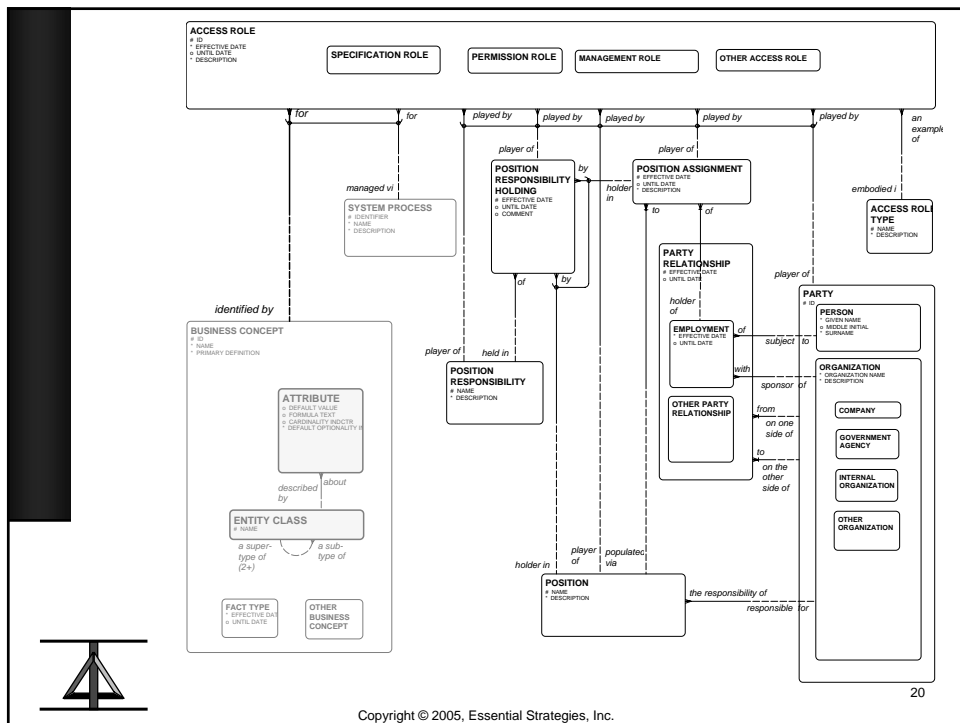 ACCESS ROLE
# ID
* EFFECTIVE DATE
o UNTIL DATE
* DESCRIPTION
SPECIFICATION ROLE
PERMISSION ROLE
MANAGEMENT ROLE
OTHER ACCESS ROLE
for
for
played by
played by
played by
played by
played by
an
example
of
player of
player of
by
managed vi
holder
in
embodied i
POSITION
RESPONSIBILITY
HOLDING
# EFFECTIVE DATE
o UNTIL DATE
o COMMENT
POSITION ASSIGNMENT
# EFFECTIVE DATE
o UNTIL DATE
* DESCRIPTION
SYSTEM PROCESS
# IDENTIFIER
* NAME
* DESCRIPTION
ACCESS ROLE
TYPE
# NAME
* DESCRIPTION
to
of
PARTY
RELATIONSHIP
# EFFECTIVE DATE
o UNTIL DATE
of
by
player of
holder
of
PARTY
# ID
PERSON
* GIVEN NAME
o MIDDLE INITIAL
* SURNAME
identified by
BUSINESS CONCEPT
# ID
* NAME
* PRIMARY DEFINITION
EMPLOYMENT
* EFFECTIVE DATE
o UNTIL DATE
of
subject to
player of
held in
with
sponsor of
ORGANIZATION
* ORGANIZATION NAME
* DESCRIPTION
POSITION
RESPONSIBILITY
# NAME
* DESCRIPTION
ATTRIBUTE
o DEFAULT VALUE
o FORMULA TEXT
o CARDINALITY INDCTR
* DEFAULT OPTIONALITY I
OTHER PARTY
RELATIONSHIP
from
on one
side of
to
on the
other
side of
COMPANY
GOVERNMENT
AGENCY
INTERNAL
ORGANIZATION
OTHER
ORGANIZATION
described
by
about
ENTITY CLASS
# NAME
a super-
type of
(2+)
a sub-
type of
holder in
player
of
populated
via
POSITION
# NAME
* DESCRIPTION
the responsibility of
responsible for
FACT TYPE
* EFFECTIVE DAT
o UNTIL DATE
OTHER
BUSINESS
CONCEPT
20
Copyright © 2005, Essential Strategies, Inc.